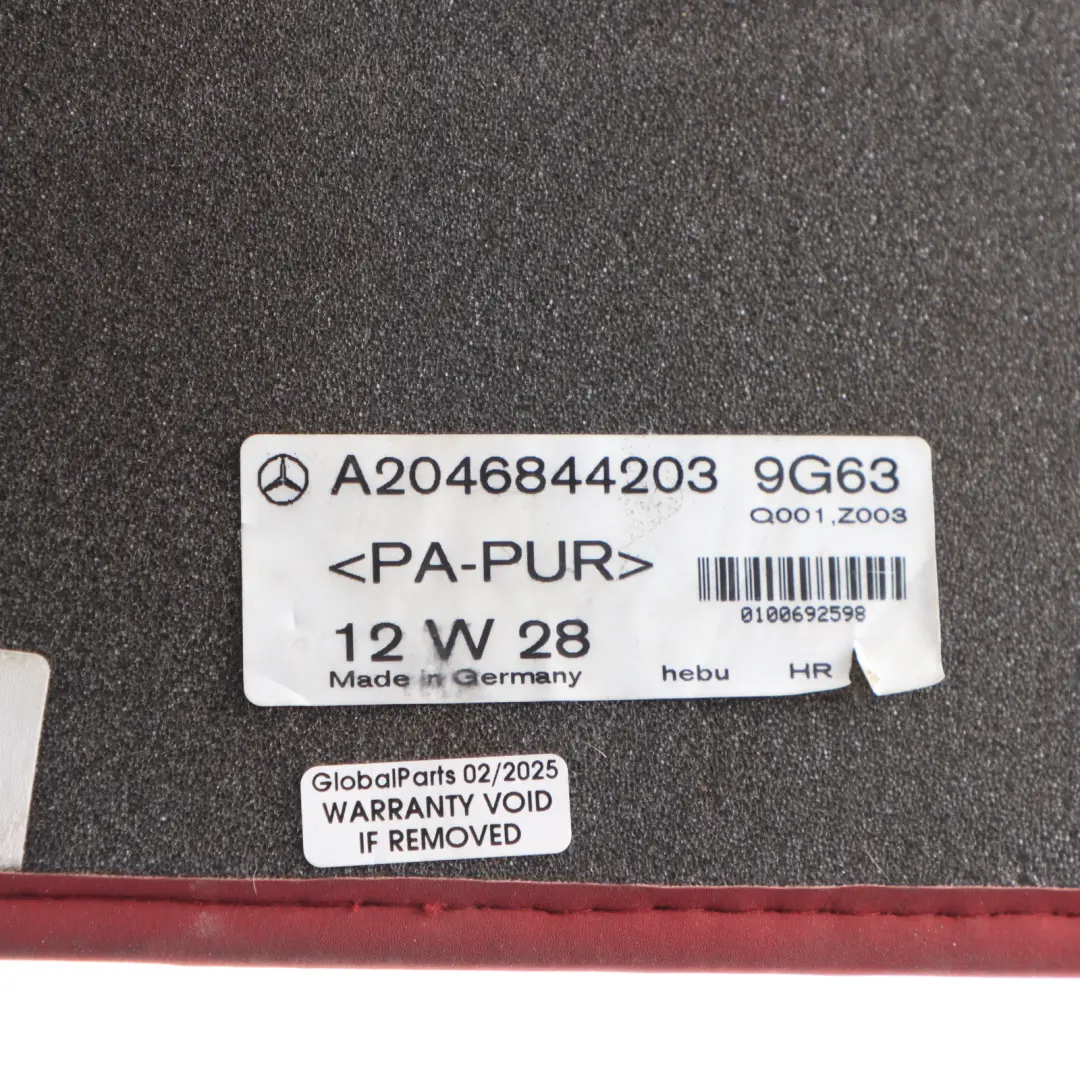 A2046844203 9G63
Q001,Z003
<PA-PUR>
0100692598
12 W 28
Made in Germany hebu HR
GlobalParts 02/2025
WARRANTY VOID
IF REMOVED